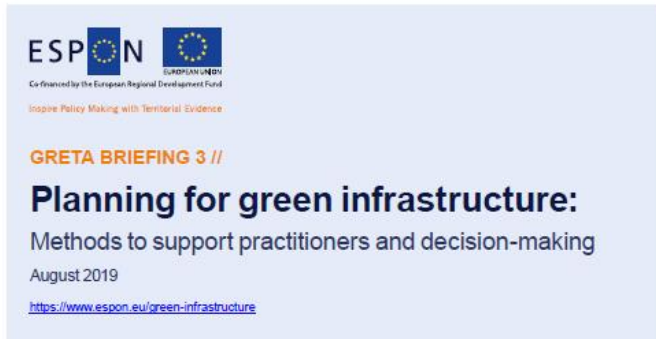 ESPON
EUROPEAN UNION
Co-financed by the European Regional Development Fund
Inspire Policy Making with Territorial Evidence
GRETA BRIEFING 3 //
Planning for green infrastructure:
Methods to support practitioners and decision-making
August 2019
https://www.espon.eu/green-infrastructure